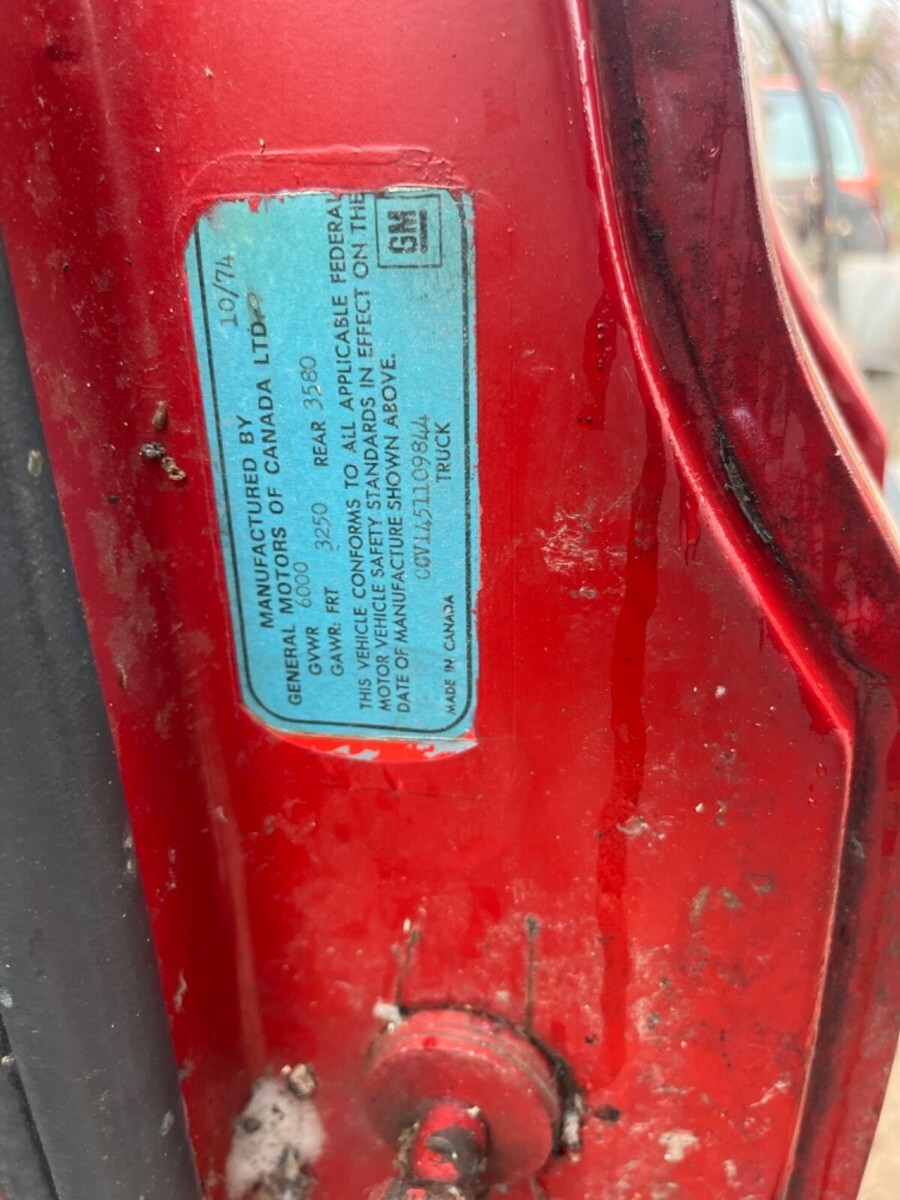 10/74
MANUFACTURED BY
GENERAL MOTORS OF CANADA LTD.
GVWR 6000
GAWR: FRT 3250 REAR 3580
THIS VEHICLE CONFORMS TO ALL APPLICABLE FEDERAL
MOTOR VEHICLE SAFETY STANDARDS IN EFFECT ON THE
DATE OF MANUFACTURE SHOWN ABOVE.
CCV1451109844
MADE IN CANADA TRUCK
GM